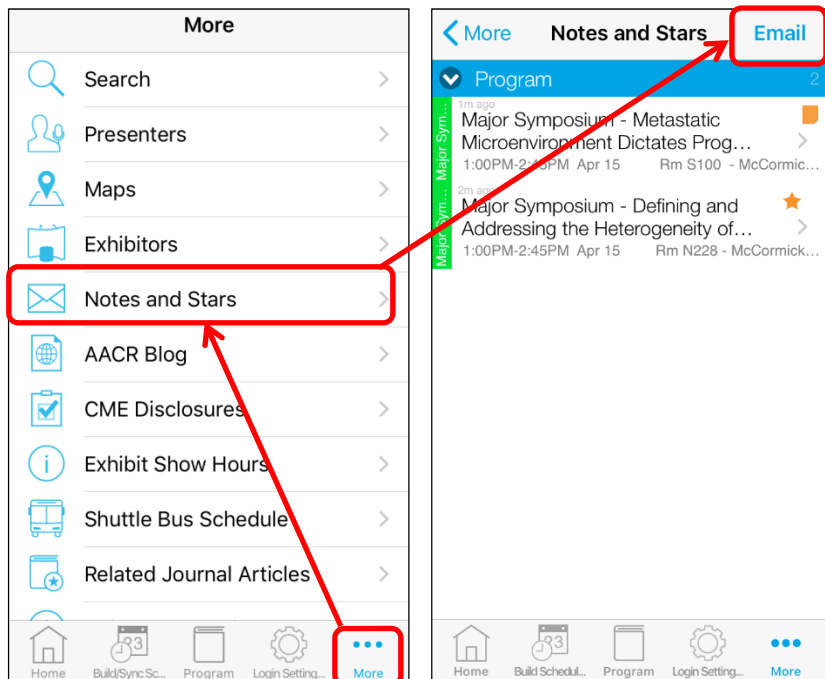 More
Search
Presenters
Maps
Exhibitors
Notes and Stars
AACR Blog
CME Disclosures
Exhibit Show Hours
Shuttle Bus Schedule
Related Journal Articles
Home
23
Build/Sync Sc...
Program
Login Setting...
More
More
Notes and Stars
Email
Program
2
Major Sym...
1m ago
Major Symposium - Metastatic
Microenvironment Dictates Prog...
1:00PM-2:45PM Apr 15 Rm S100 - McCormic...
Major Sym...
2m ago
Major Symposium - Defining and
Addressing the Heterogeneity of...
1:00PM-2:45PM Apr 15 Rm N228 - McCormick...
Home
23
Build Schedul...
Program
Login Setting...
More